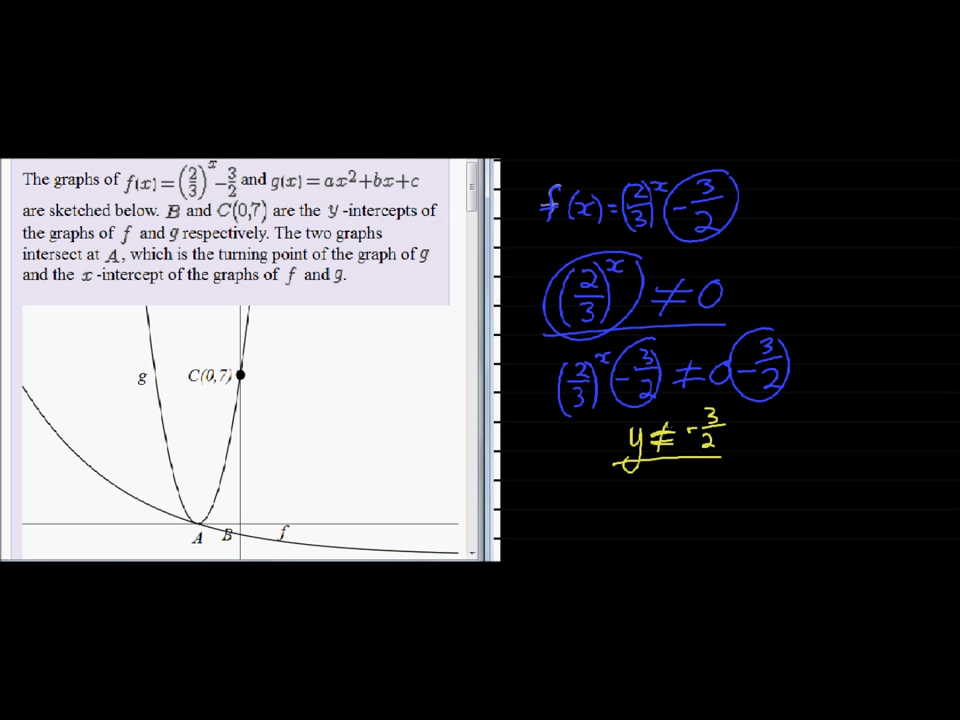 The graphs of f(x) = (2/3)^x - 3/2 and g(x) = ax² + bx + c
are sketched below. B and C(0,7) are the y -intercepts of
the graphs of f and g respectively. The two graphs
intersect at A, which is the turning point of the graph of g
and the x -intercept of the graphs of f and g.
g
C(0,7)
A
B
f
f(x) = (2/3)^x - 3/2
(2/3)^x ≠ 0
(2/3)^x - 3/2 ≠ 0 - 3/2
y ≠ - 3/2